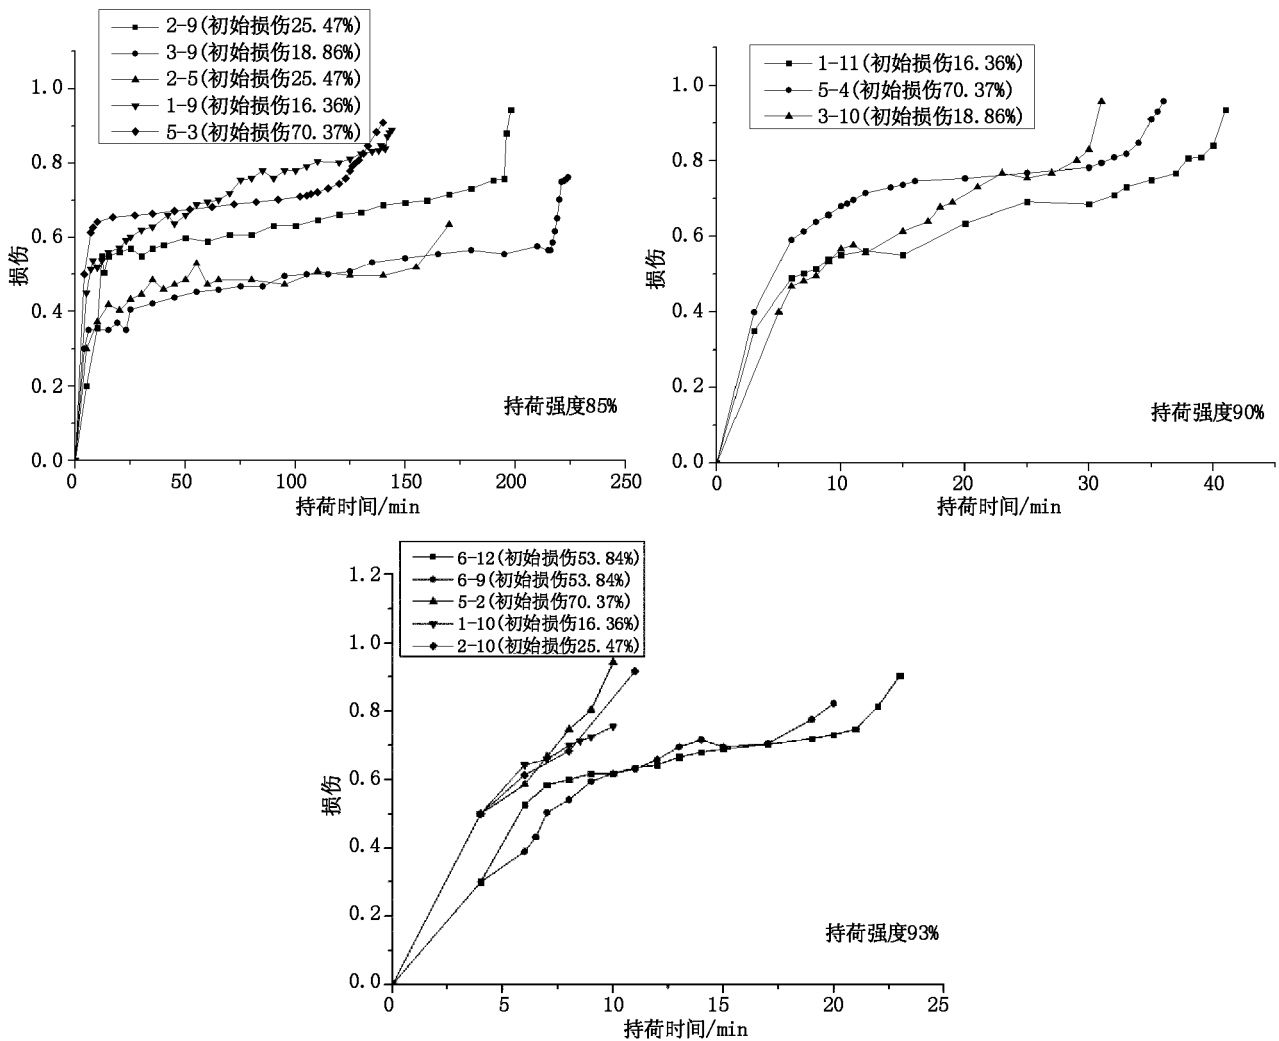 2-9(初始损伤25.47%)
3-9(初始损伤18.86%)
2-5(初始损伤25.47%)
1-9(初始损伤16.36%)
5-3(初始损伤70.37%)
1.0
0.8
0.6
0.4
0.2
0.0
损伤
持荷强度85%
0 50 100 150 200 250
持荷时间/min
1-11(初始损伤16.36%)
5-4(初始损伤70.37%)
3-10(初始损伤18.86%)
1.0
0.8
0.6
0.4
0.2
0.0
损伤
持荷强度90%
0 10 20 30 40
持荷时间/min
6-12(初始损伤53.84%)
6-9(初始损伤53.84%)
5-2(初始损伤70.37%)
1-10(初始损伤16.36%)
2-10(初始损伤25.47%)
1.2
1.0
0.8
0.6
0.4
0.2
0.0
损伤
持荷强度93%
0 5 10 15 20 25
持荷时间/min